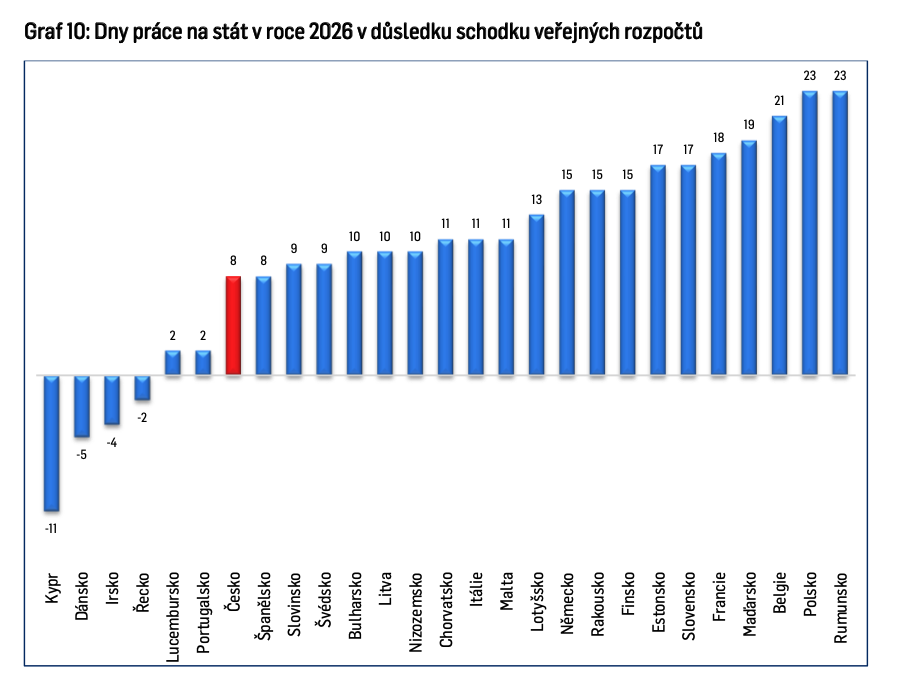 Graf 10: Dny práce na stát v roce 2026 v důsledku schodku veřejných rozpočtů
-11
-5
-4
-2
2
2
8
8
9
9
10
10
10
11
11
11
13
15
15
15
17
17
18
19
21
23
23
Kypr
Dánsko
Irsko
Řecko
Lucembursko
Portugalsko
Česko
Španělsko
Slovinsko
Švédsko
Bulharsko
Litva
Nizozemsko
Chorvatsko
Itálie
Malta
Lotyšsko
Německo
Rakousko
Finsko
Estonsko
Slovensko
Francie
Maďarsko
Belgie
Polsko
Rumunsko